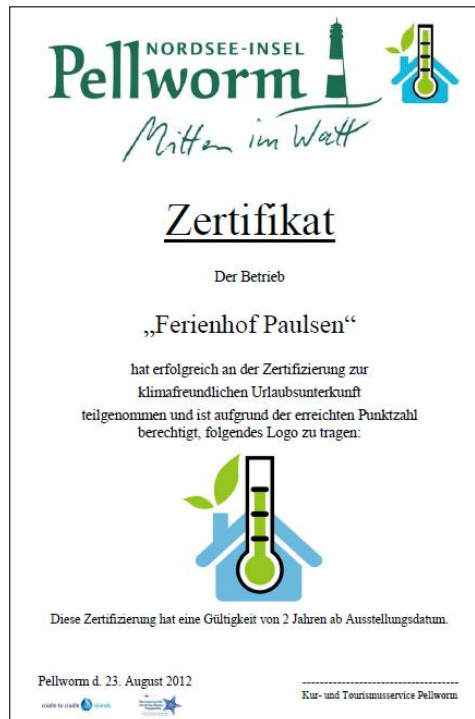 NORDSEE-INSEL
Pellworm
Mitten im Watt
Zertifikat
Der Betrieb
„Ferienhof Paulsen“
hat erfolgreich an der Zertifizierung zur
klimafreundlichen Urlaubsunterkunft
teilgenommen und ist aufgrund der erreichten Punktzahl
berechtigt, folgendes Logo zu tragen:
Diese Zertifizierung hat eine Gültigkeit von 2 Jahren ab Ausstellungsdatum.
Pellworm d. 23. August 2012
------------------------------------
Kur- und Tourismusservice Pellworm
cradle to cradle islands